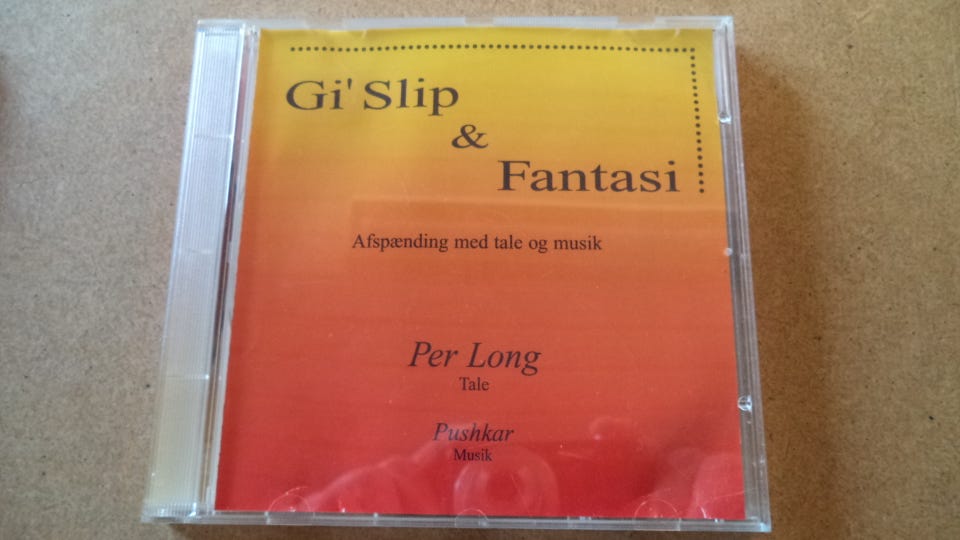 Gi' Slip
&
Fantasi
Afspænding med tale og musik
Per Long
Tale
Pushkar
Musik